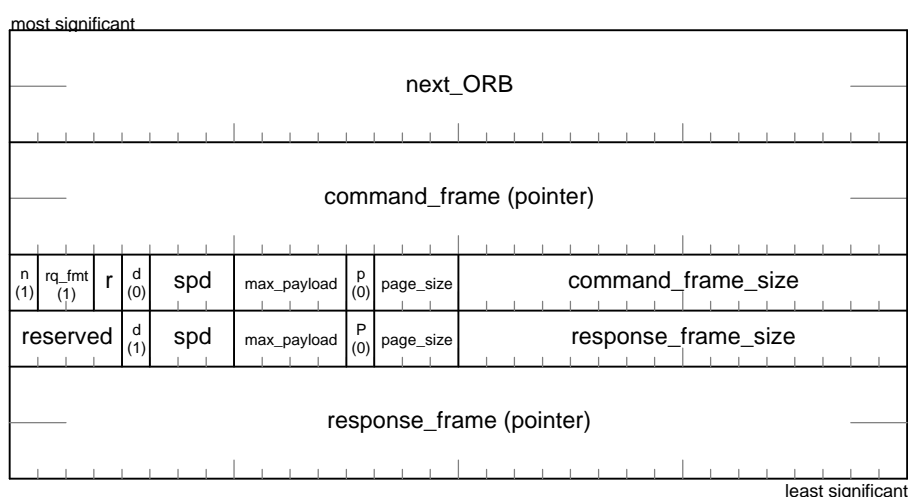 most significant
next_ORB
command_frame (pointer)
n (1) rq_fmt (1) r d (0) spd max_payload p (0) page_size command_frame_size
reserved d (1) spd max_payload P (0) page_size response_frame_size
response_frame (pointer)
least significant